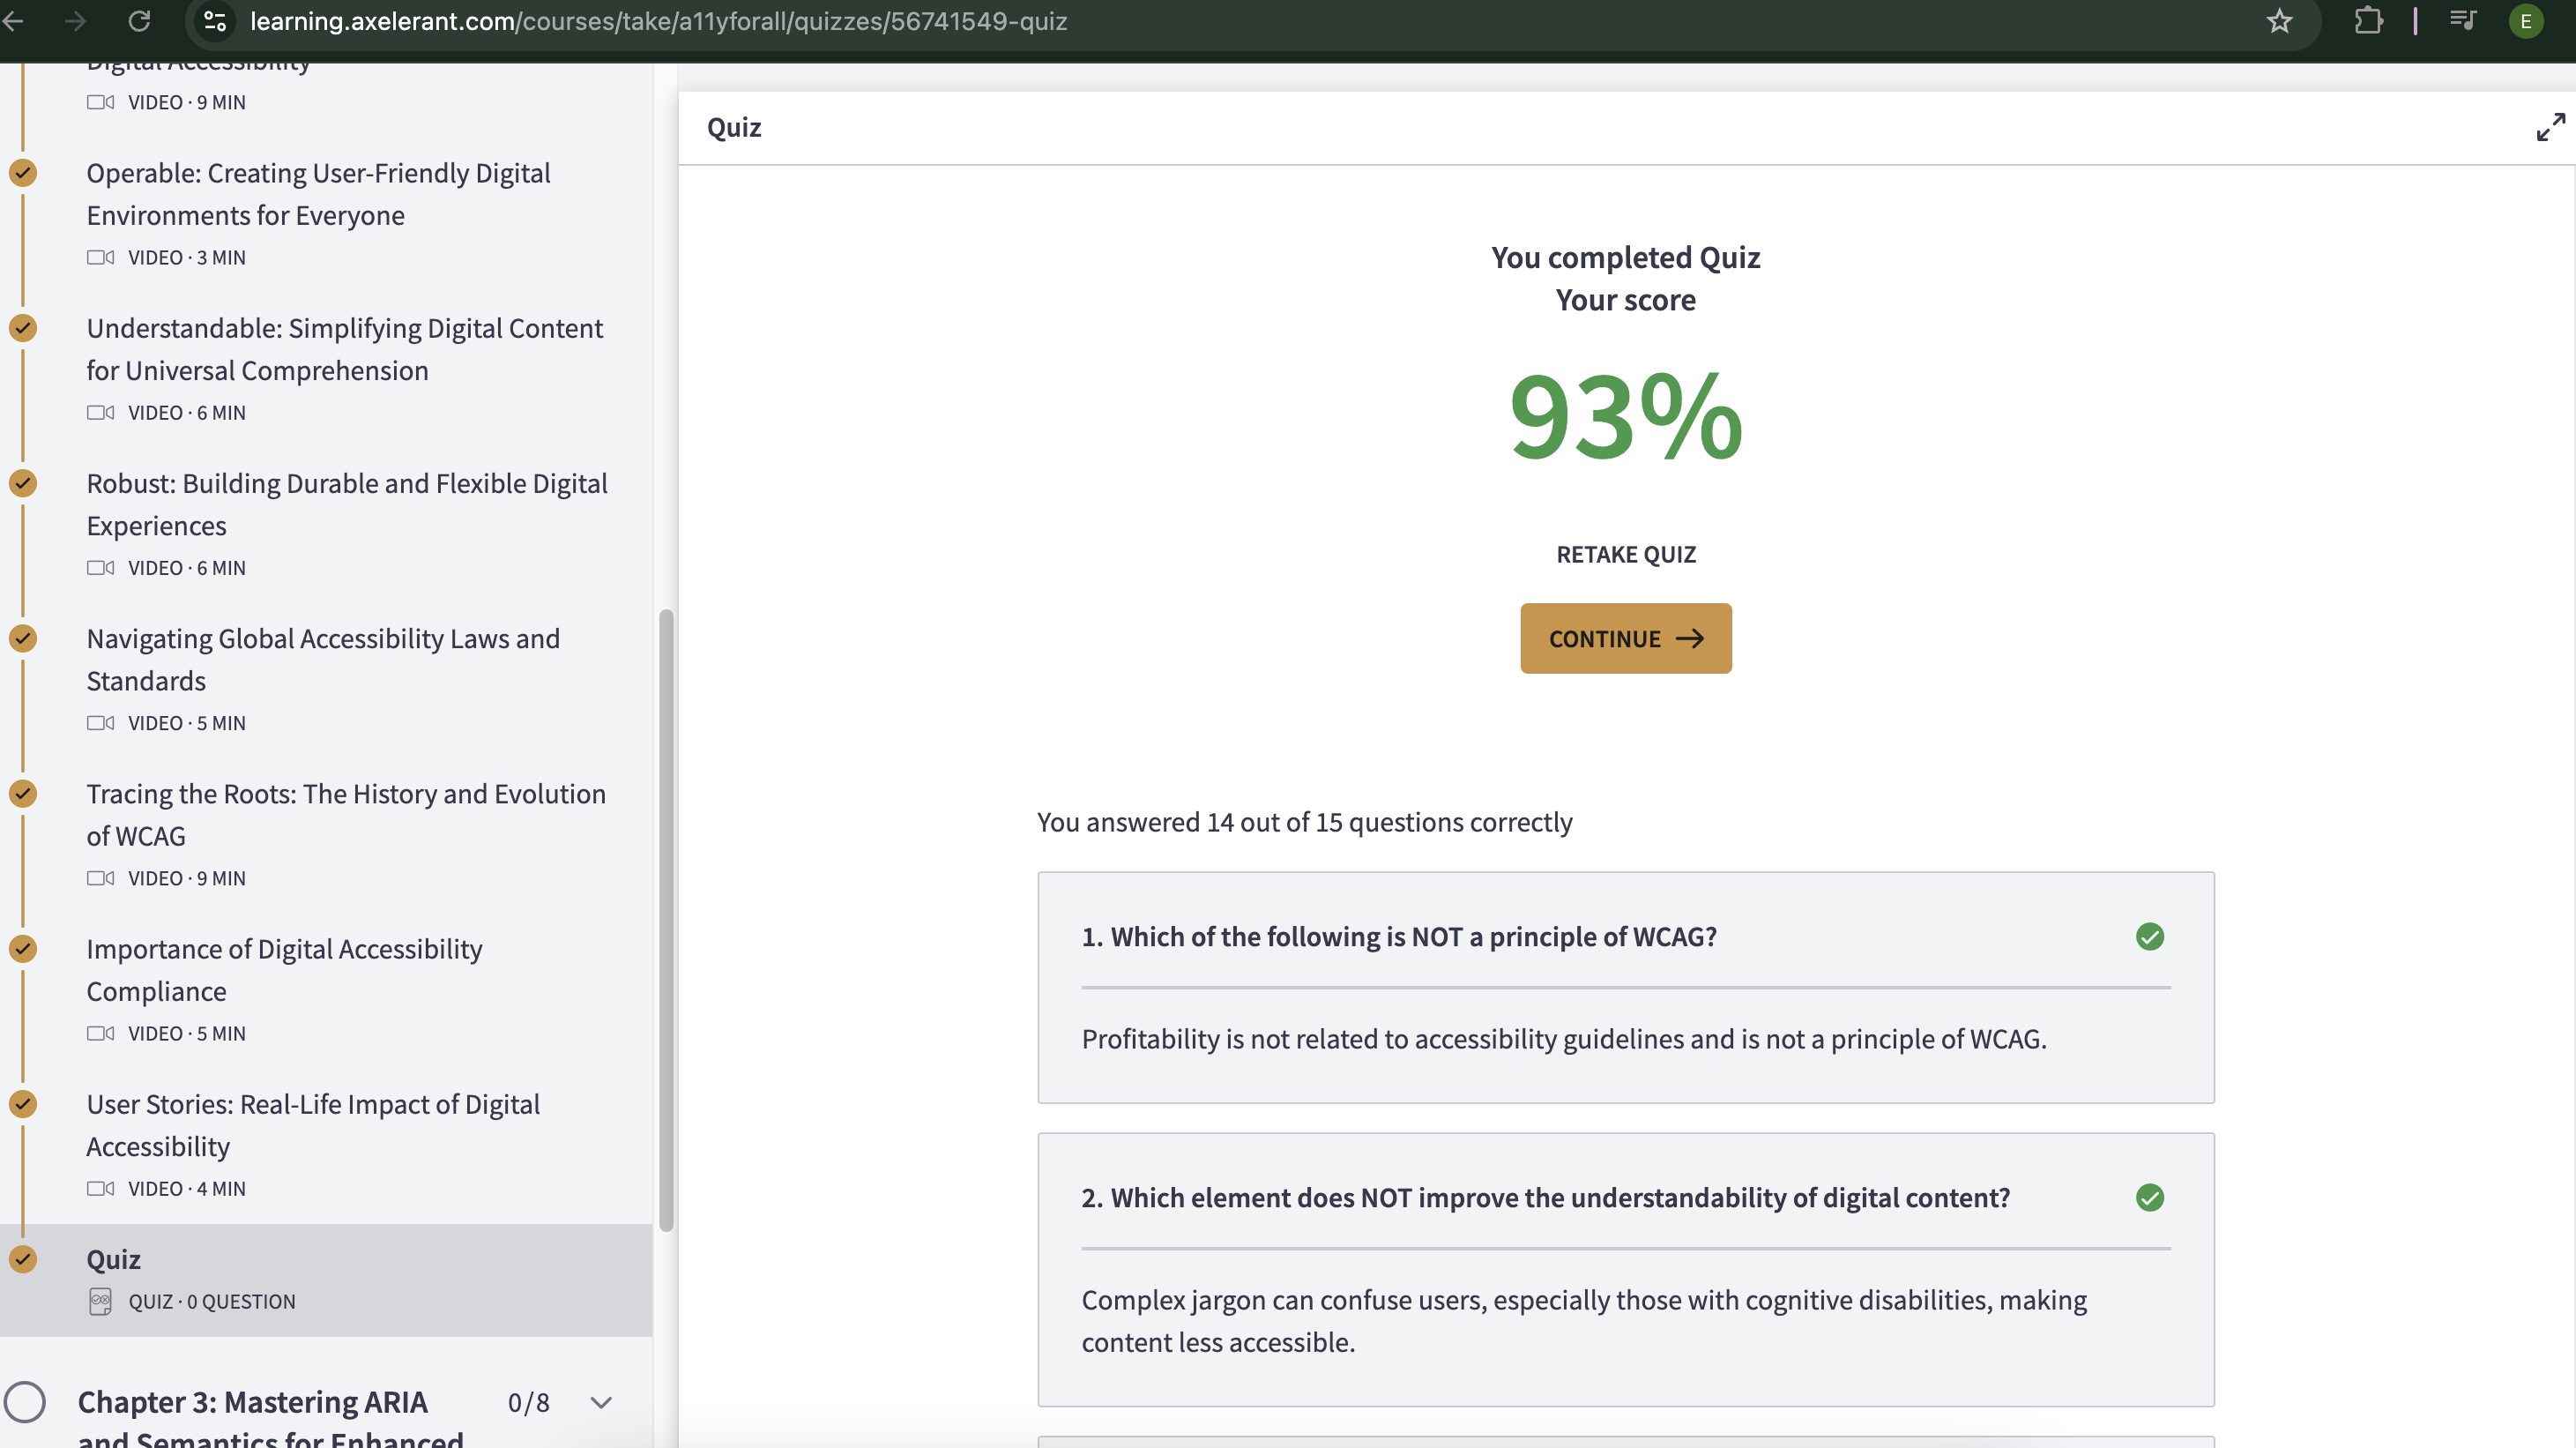 learning.axelerant.com/courses/take/a11yforall/quizzes/56741549-quiz
E
Digital Accessibility
VIDEO · 9 MIN
Operable: Creating User-Friendly Digital
Environments for Everyone
VIDEO · 3 MIN
Understandable: Simplifying Digital Content
for Universal Comprehension
VIDEO · 6 MIN
Robust: Building Durable and Flexible Digital
Experiences
VIDEO · 6 MIN
Navigating Global Accessibility Laws and
Standards
VIDEO · 5 MIN
Tracing the Roots: The History and Evolution
of WCAG
VIDEO · 9 MIN
Importance of Digital Accessibility
Compliance
VIDEO · 5 MIN
User Stories: Real-Life Impact of Digital
Accessibility
VIDEO · 4 MIN
Quiz
QUIZ · 0 QUESTION
Chapter 3: Mastering ARIA
and Semantics for Enhanced
0/8
Quiz
You completed Quiz
Your score
93%
RETAKE QUIZ
CONTINUE
You answered 14 out of 15 questions correctly
1. Which of the following is NOT a principle of WCAG?
Profitability is not related to accessibility guidelines and is not a principle of WCAG.
2. Which element does NOT improve the understandability of digital content?
Complex jargon can confuse users, especially those with cognitive disabilities, making
content less accessible.